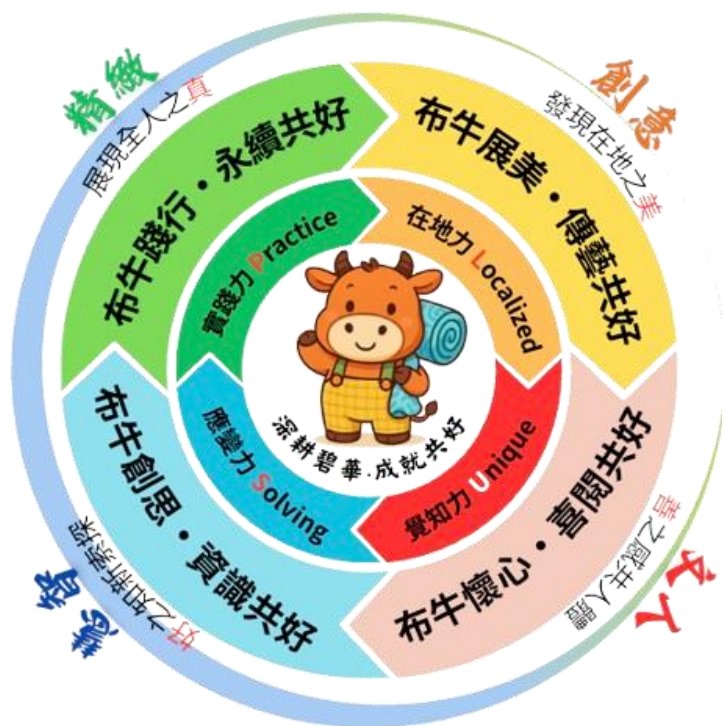 精緻
展現全人之真
創意
發現在地之美
布牛踐行・永續共好
布牛展美・傳藝共好
實踐力 Practice
在地力 Localized
深耕碧華.成就共好
應變力 Solving
覺知力 Unique
布牛創思・資識共好
布牛懷心・喜閱共好
探索新知之好
智慧
體人共感之善
人文